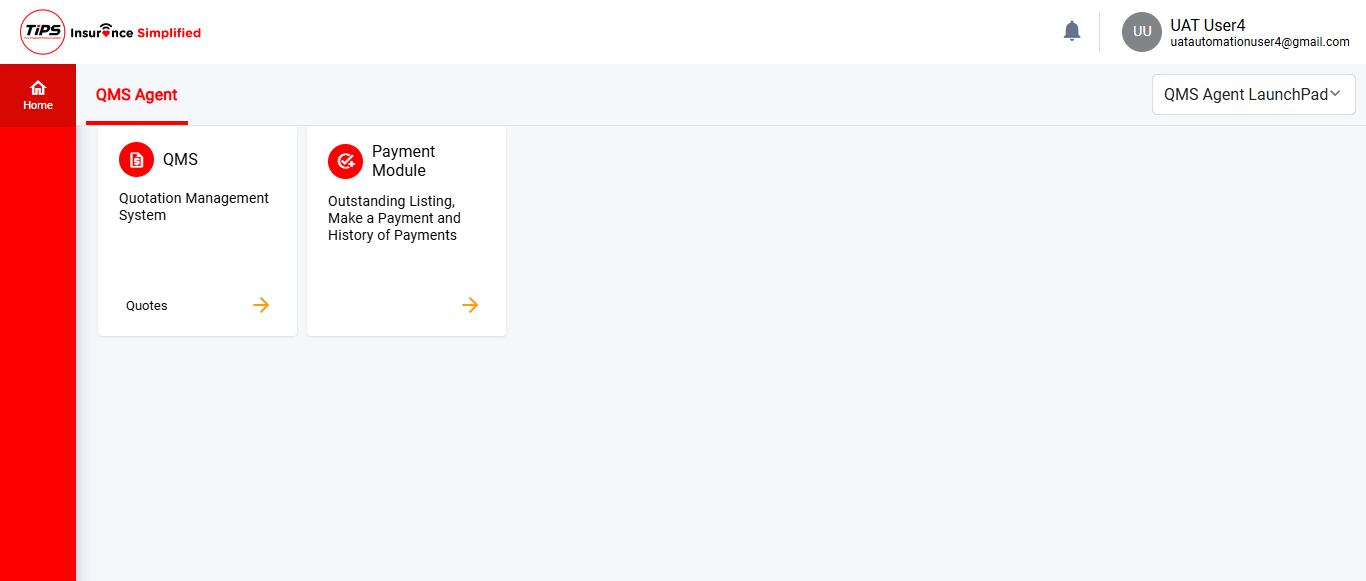 TiPS Insurance Simplified
UU
UAT User4
uatautomationuser4@gmail.com
Home
QMS Agent
QMS Agent LaunchPad
QMS
Quotation Management
System
Quotes
Payment
Module
Outstanding Listing,
Make a Payment and
History of Payments